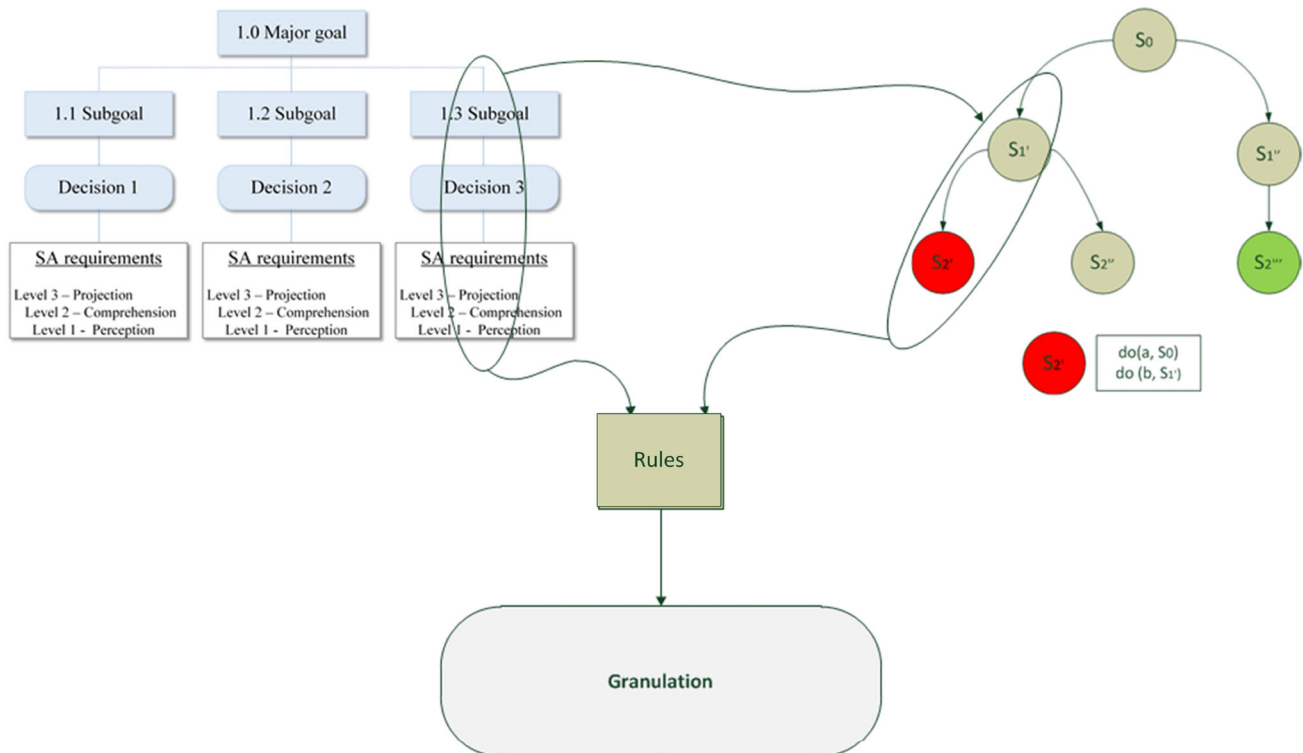 1.0 Major goal
1.1 Subgoal
1.2 Subgoal
1.3 Subgoal
Decision 1
Decision 2
Decision 3
SA requirements
Level 3 – Projection
Level 2 – Comprehension
Level 1 - Perception
SA requirements
Level 3 – Projection
Level 2 – Comprehension
Level 1 - Perception
SA requirements
Level 3 – Projection
Level 2 – Comprehension
Level 1 - Perception
S0
S1'
S1''
S2'
S2''
S2'''
S2'
do(a, S0)
do (b, S1')
Rules
Granulation